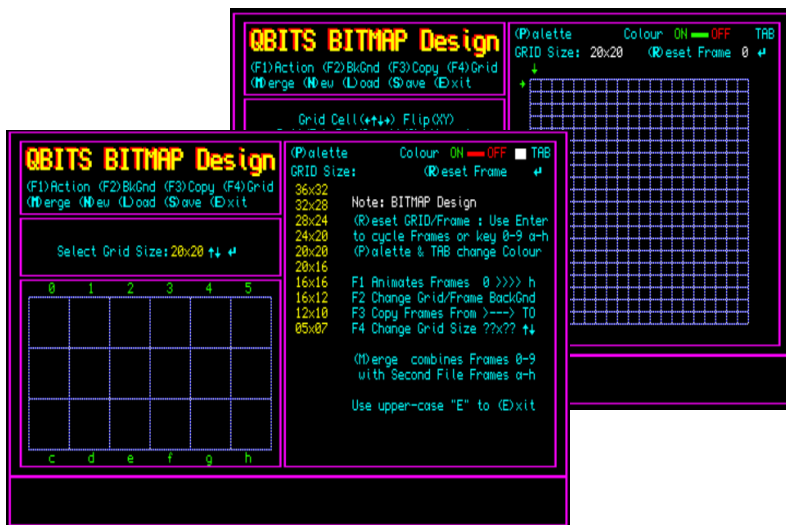 QBITS BITMAP Design
(F1)Action (F2)BkGnd (F3)Copy (F4)Grid
(M)erge (N)ew (L)oad (S)ave (E)xit
Grid Cell(←↑↓→) Flip(XY)
(P)alette Colour ON OFF TAB
GRID Size: 20x20 (R)eset Frame 0 ↵
QBITS BITMAP Design
(F1)Action (F2)BkGnd (F3)Copy (F4)Grid
(M)erge (N)ew (L)oad (S)ave (E)xit
Select Grid Size:20x20 ↑↓ ↵
0 1 2 3 4 5
c d e f g h
(P)alette Colour ON OFF TAB
GRID Size: (R)eset Frame ↵
36x32
32x28 Note: BITMAP Design
28x24 (R)eset GRID/Frame : Use Enter
24x20 to cycle Frames or key 0-9 a-h
20x20 (P)alette & TAB change Colour
20x16
16x16 F1 Animates Frames 0 >>>> h
16x12 F2 Change Grid/Frame BackGnd
12x10 F3 Copy Frames From >---> TO
05x07 F4 Change Grid Size ??x?? ↑↓
(M)erge combines Frames 0-9
with Second File Frames a-h
Use upper-case "E" to (E)xit